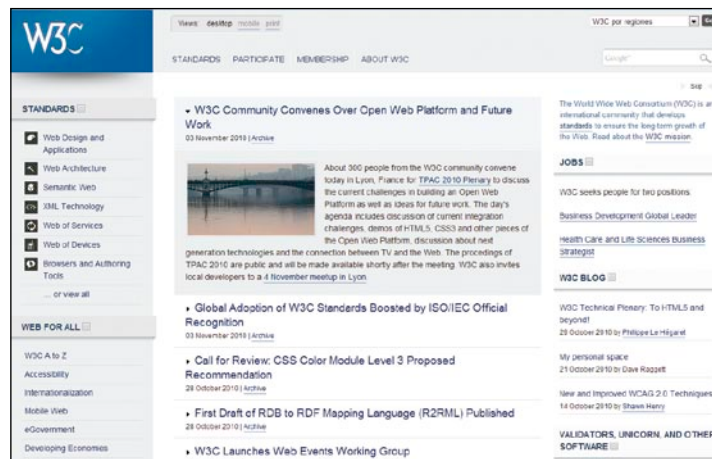 W3C
Views: desktop mobile print
W3C por regiones
STANDARDS PARTICIPATE MEMBERSHIP ABOUT W3C
Google
STANDARDS
Web Design and
Applications
Web Architecture
Semantic Web
XML Technology
Web of Services
Web of Devices
Browsers and Authoring
Tools
... or view all
WEB FOR ALL
W3C A to Z
Accessibility
Internationalization
Mobile Web
eGovernment
Developing Economies
W3C Community Convenes Over Open Web Platform and Future
Work
03 November 2010 | Archive
About 300 people from the W3C community convene
today in Lyon, France for TPAC 2010 Plenary to discuss
the current challenges in building an Open Web
Platform as well as ideas for future work. The day's
agenda includes discussion of current integration
challenges, demos of HTML5, CSS3 and other pieces of
the Open Web Platform, discussion about next
generation technologies and the connection between TV and the Web. The procedings of
TPAC 2010 are public and will be made available shortly after the meeting. W3C also invites
local developers to a 4 November meetup in Lyon.
Global Adoption of W3C Standards Boosted by ISO/IEC Official
Recognition
03 November 2010 | Archive
Call for Review: CSS Color Module Level 3 Proposed
Recommendation
28 October 2010 | Archive
First Draft of RDB to RDF Mapping Language (R2RML) Published
28 October 2010 | Archive
W3C Launches Web Events Working Group
The World Wide Web Consortium (W3C) is an
international community that develops
standards to ensure the long-term growth of
the Web. Read about the W3C mission.
JOBS
W3C seeks people for two positions
Business Development Global Leader
Health Care and Life Sciences Business
Strategist
W3C BLOG
W3C Technical Plenary: To HTML5 and
beyond!
28 October 2010 by Philippe Le Hégaret
My personal space
21 October 2010 by Dave Raggett
New and Improved WCAG 2.0 Techniques
14 October 2010 by Shawn Henry
VALIDATORS, UNICORN, AND OTHER
SOFTWARE